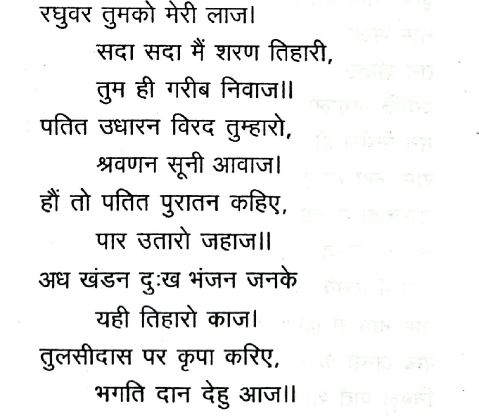 रघुवर तुमको मेरी लाज।
सदा सदा मैं शरण तिहारी,
तुम ही गरीब निवाज॥
पतित उधारन विरद तुम्हारो,
श्रवणन सूनी आवाज।
हौं तो पतित पुरातन कहिए,
पार उतारो जहाज॥
अध खंडन दुःख भंजन जनके
यही तिहारो काज।
तुलसीदास पर कृपा करिए,
भगति दान देहु आज॥